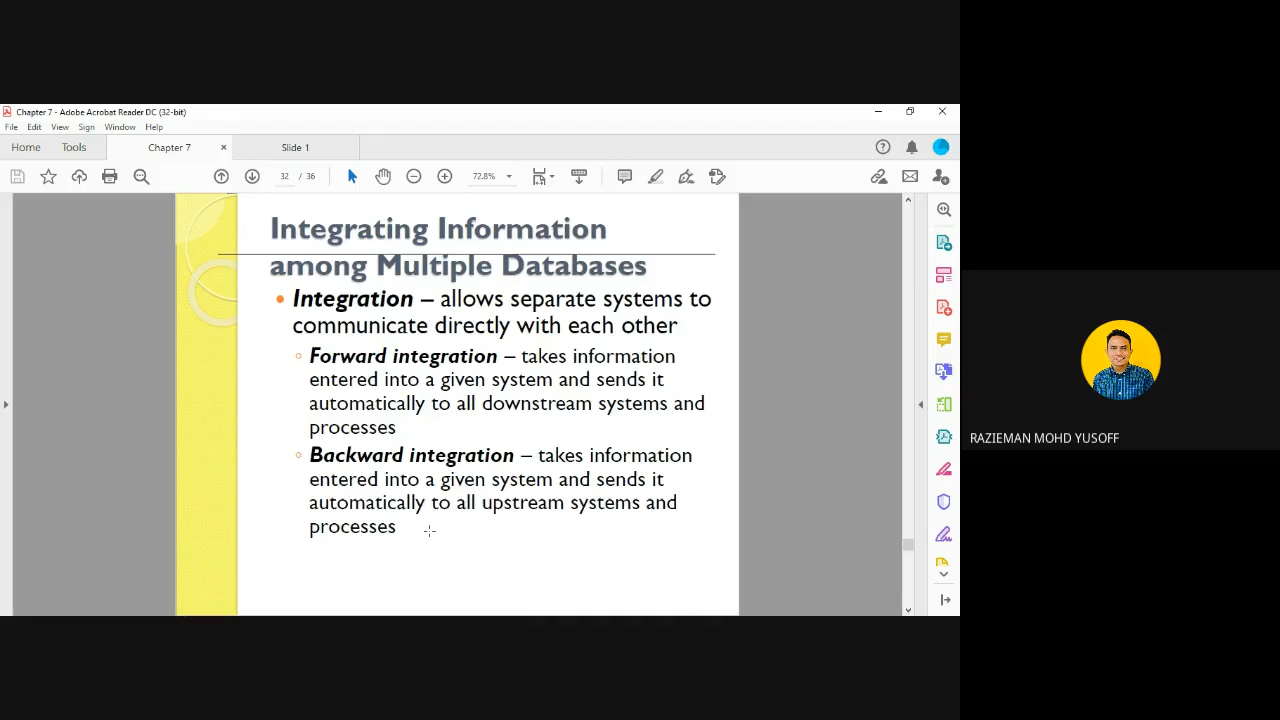 Chapter 7 - Adobe Acrobat Reader DC (32-bit)
File Edit View Sign Window Help
Home Tools Chapter 7 × Slide 1
32 / 36 72.8%
Integrating Information
among Multiple Databases
Integration – allows separate systems to
communicate directly with each other
Forward integration – takes information
entered into a given system and sends it
automatically to all downstream systems and
processes
Backward integration – takes information
entered into a given system and sends it
automatically to all upstream systems and
processes
RAZIEMAN MOHD YUSOFF